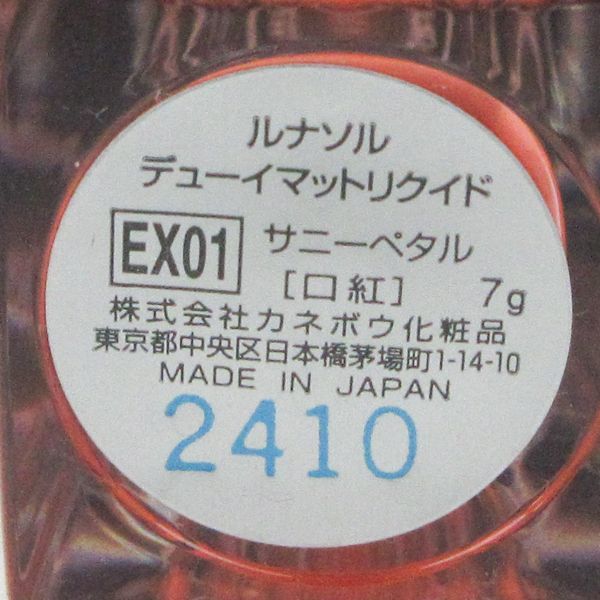 ルナソル
デューイマットリクイド
EX01 サニーペタル
[口紅] 7g
株式会社カネボウ化粧品
東京都中央区日本橋茅場町1-14-10
MADE IN JAPAN
2410